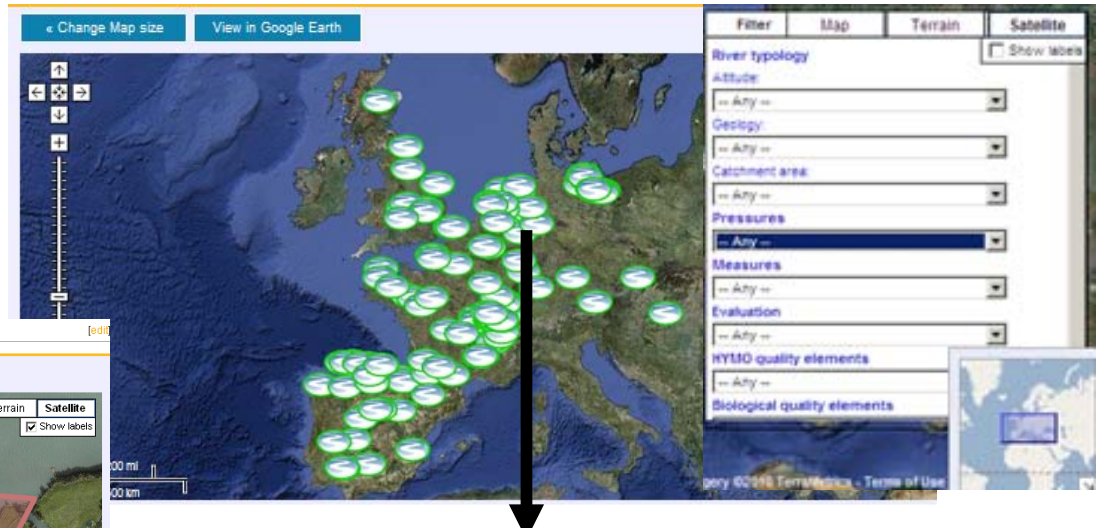 « Change Map size
View in Google Earth
Filter
Map
Terrain
Satellite
Show labels
River typology
Altitude:
-- Any --
Geology:
-- Any --
Catchment area:
-- Any --
Pressures
-- Any --
Measures
-- Any --
Evaluation
-- Any --
HYMO quality elements
-- Any --
Biological quality elements
[edit]
errain
Satellite
Show labels
00 mi
00 km
gery ©2010 TerraMetrics - Terms of Use